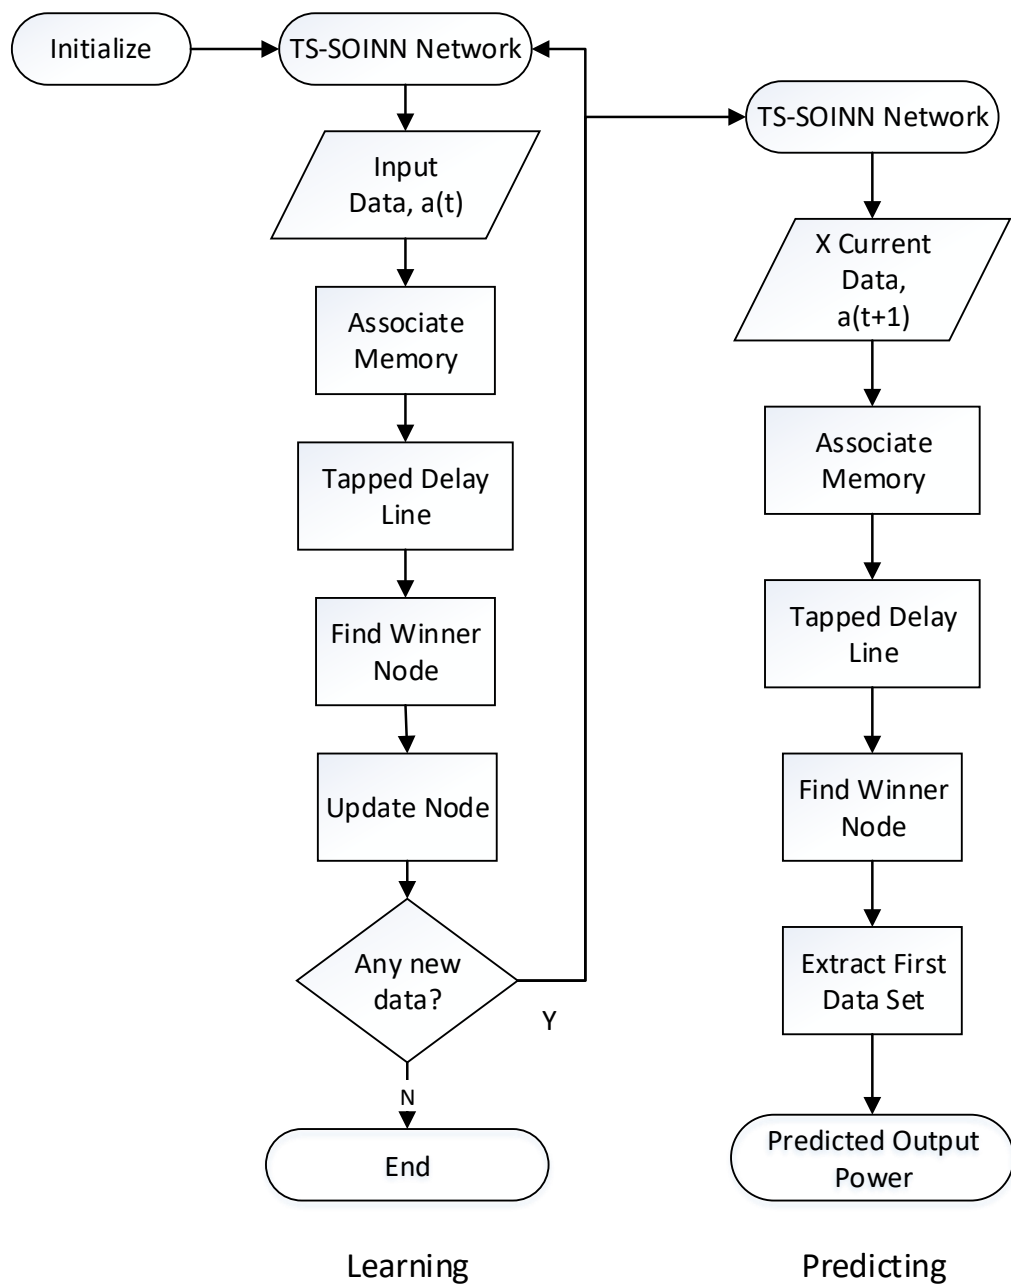 Initialize
TS-SOINN Network
Input
Data, a(t)
Associate
Memory
Tapped Delay
Line
Find Winner
Node
Update Node
Any new
data?
Y
N
End
Learning
TS-SOINN Network
X Current
Data,
a(t+1)
Associate
Memory
Tapped Delay
Line
Find Winner
Node
Extract First
Data Set
Predicted Output
Power
Predicting